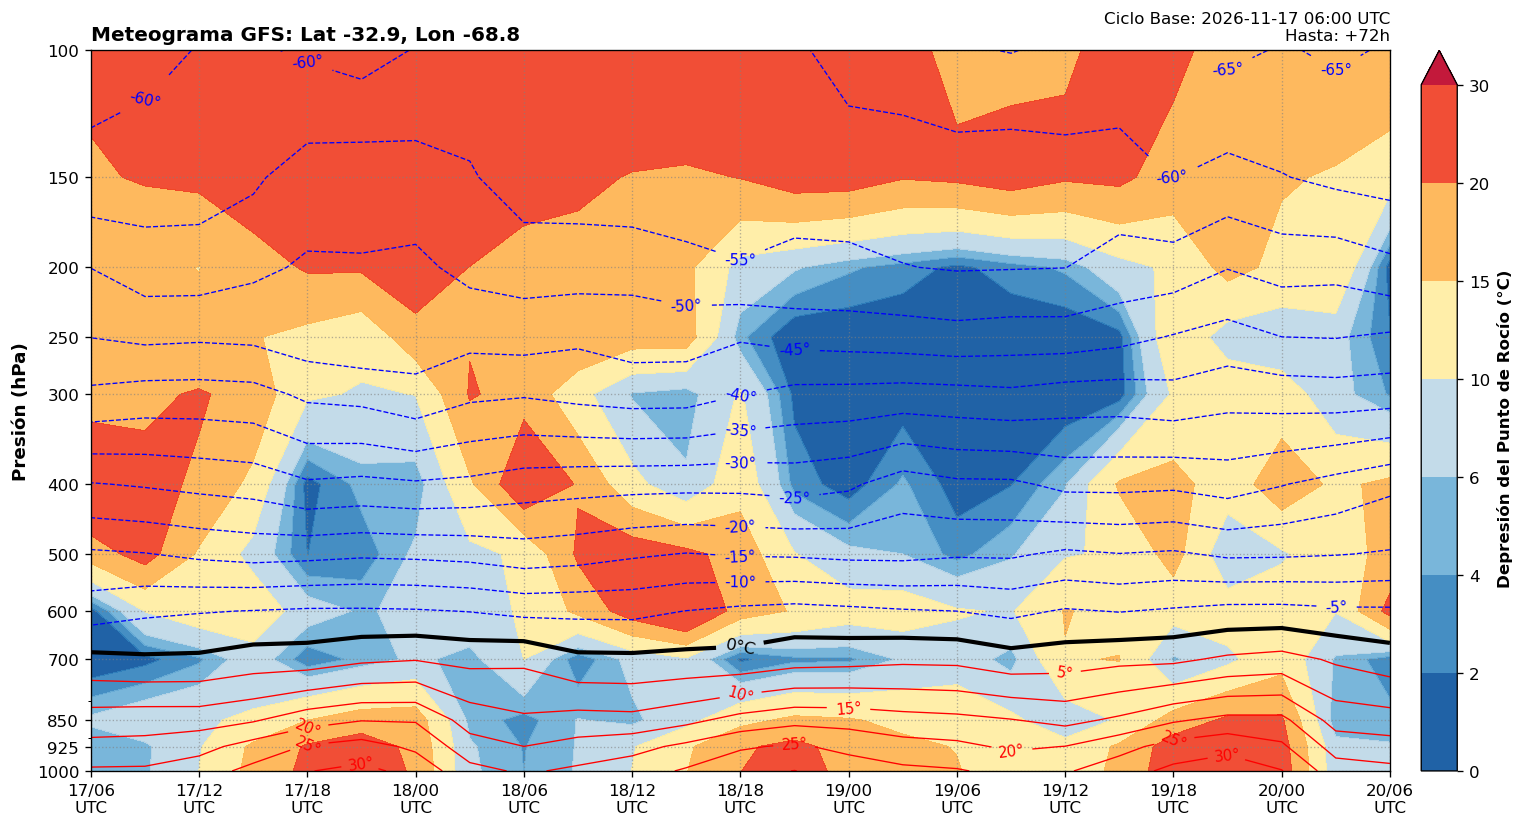 Meteograma GFS: Lat -32.9, Lon -68.8
Ciclo Base: 2026-11-17 06:00 UTC
Hasta: +72h
Presión (hPa)
100
150
200
250
300
400
500
600
700
850
925
1000
-60°
-60°
-65°
-65°
-60°
-55°
-50°
-45°
-40°
-35°
-30°
-25°
-20°
-15°
-10°
-5°
0°C
5°
10°
15°
20°
25°
30°
25°
20°
25°
30°
17/06 UTC
17/12 UTC
17/18 UTC
18/00 UTC
18/06 UTC
18/12 UTC
18/18 UTC
19/00 UTC
19/06 UTC
19/12 UTC
19/18 UTC
20/00 UTC
20/06 UTC
30
20
15
10
6
4
2
0
Depresión del Punto de Rocío (°C)